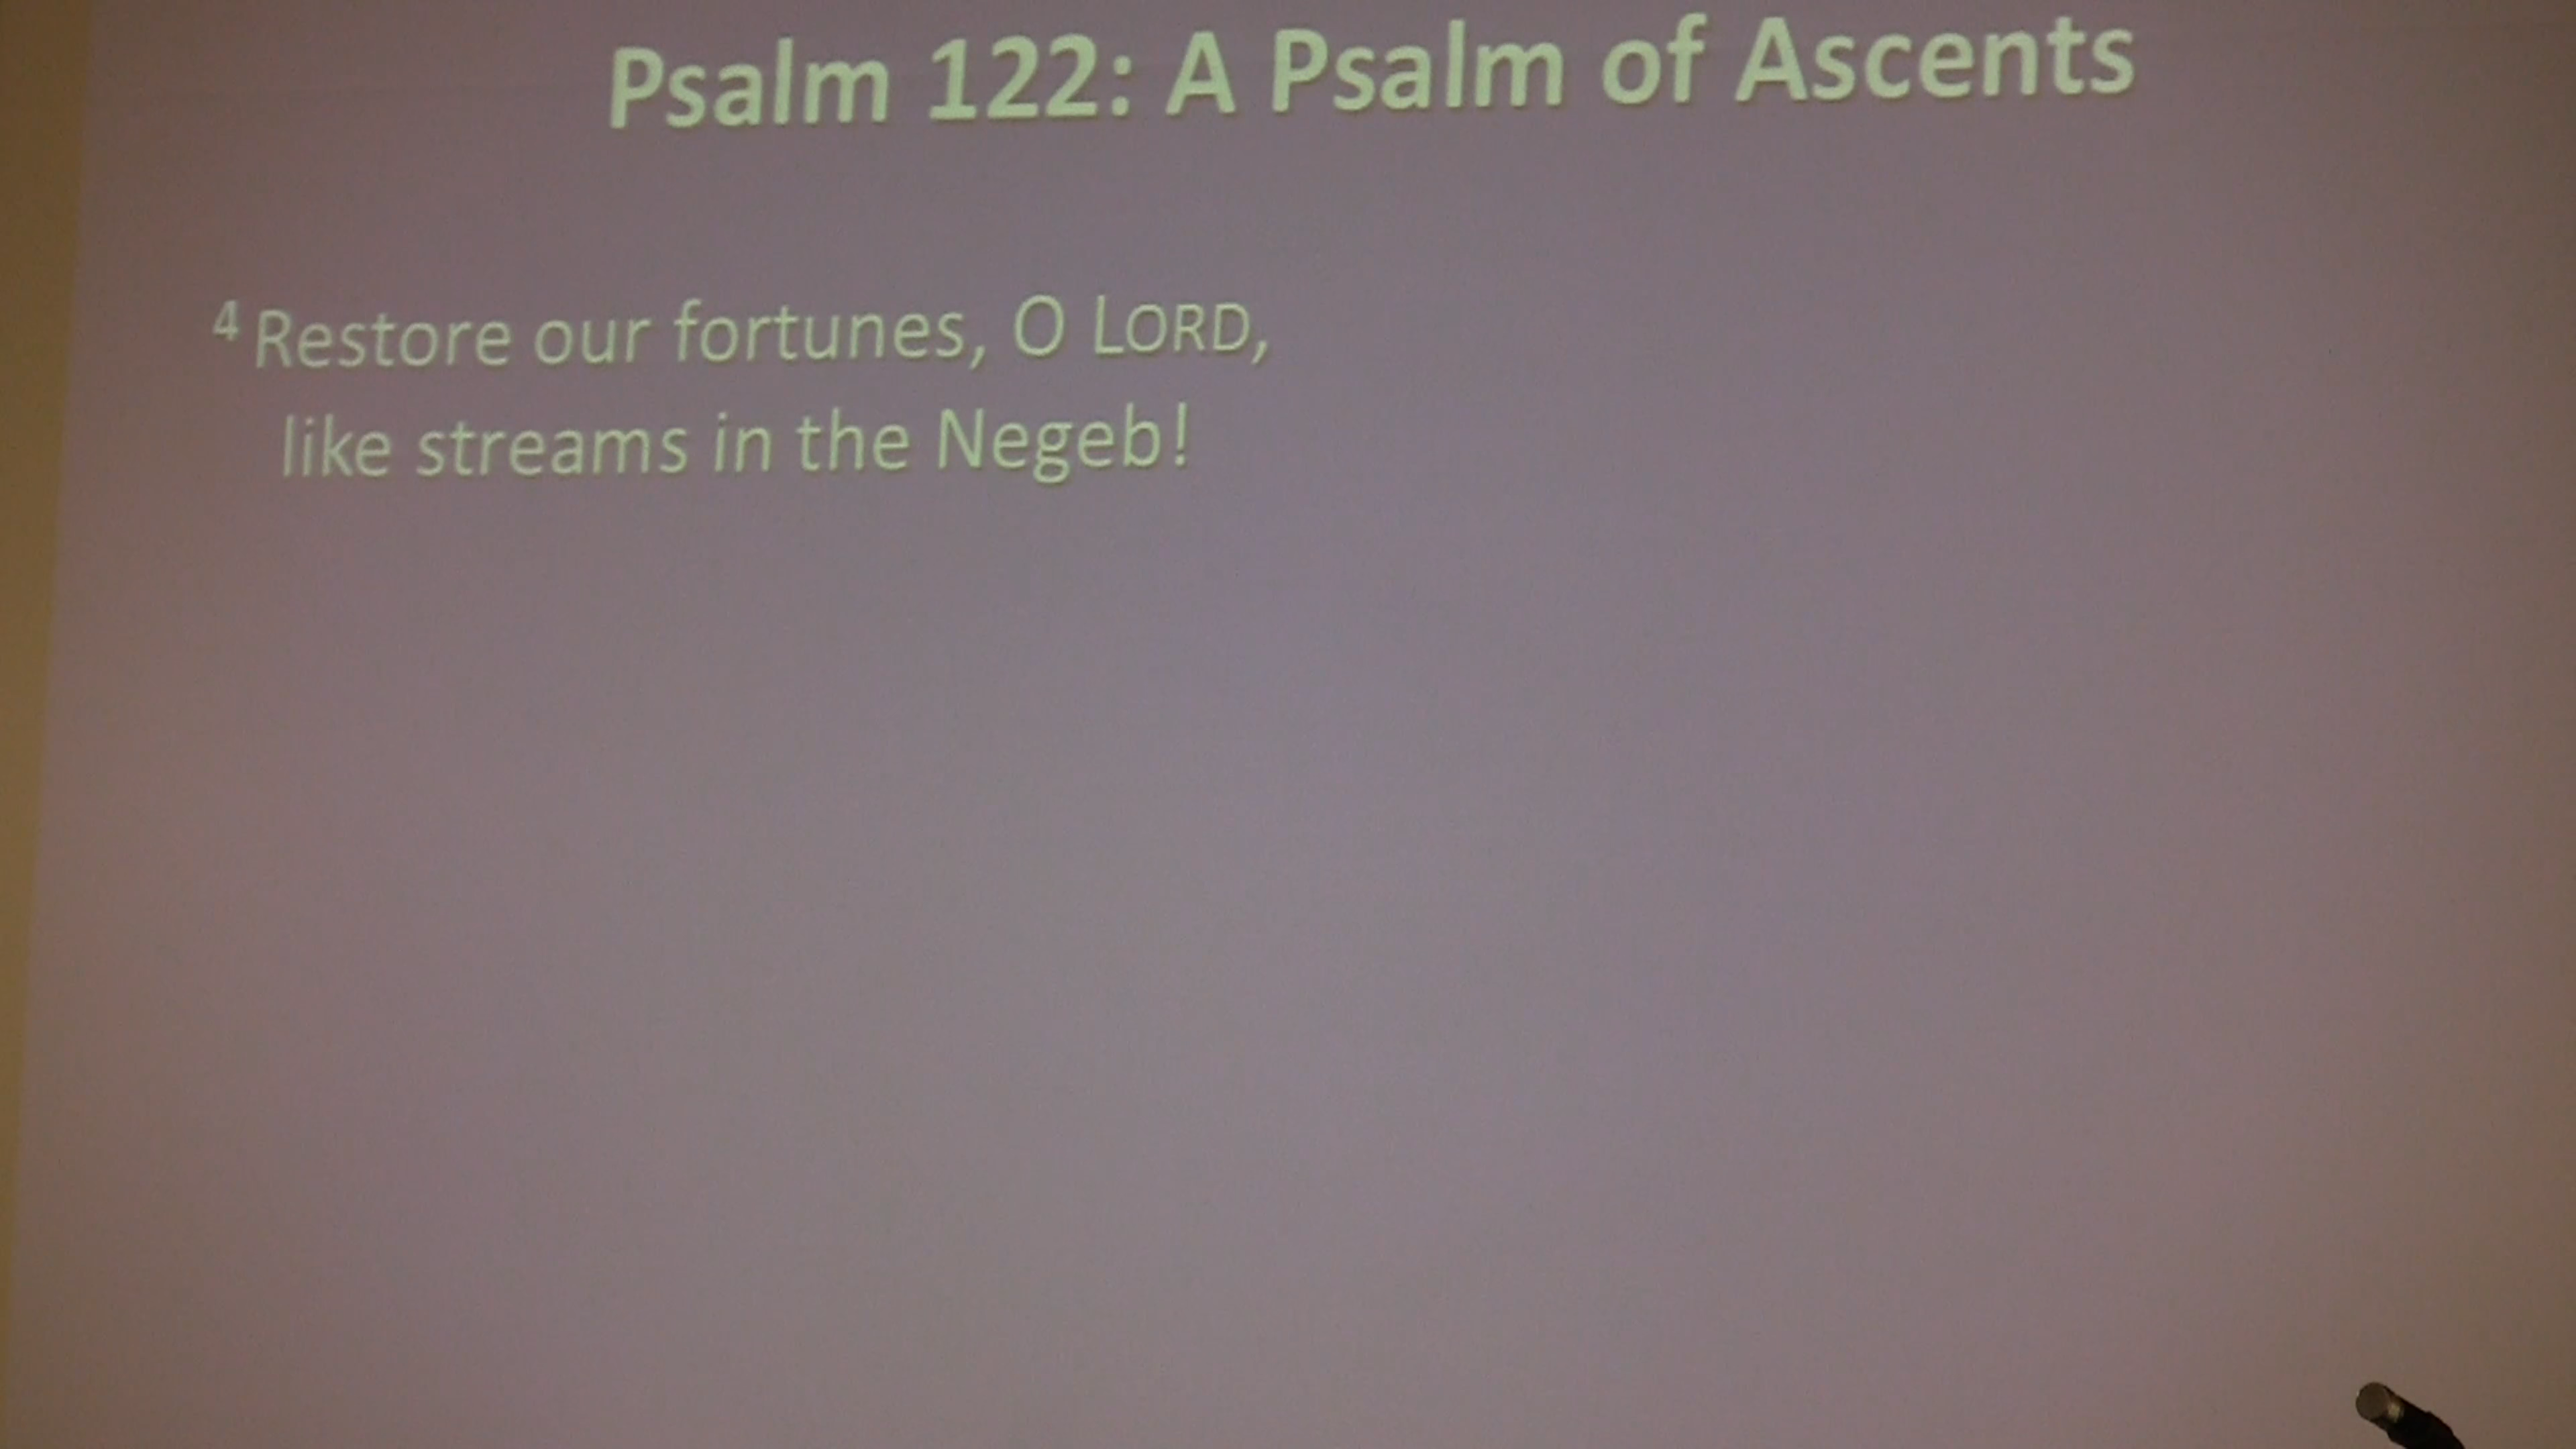 Psalm 122: A Psalm of Ascents
4 Restore our fortunes, O LORD,
like streams in the Negeb!